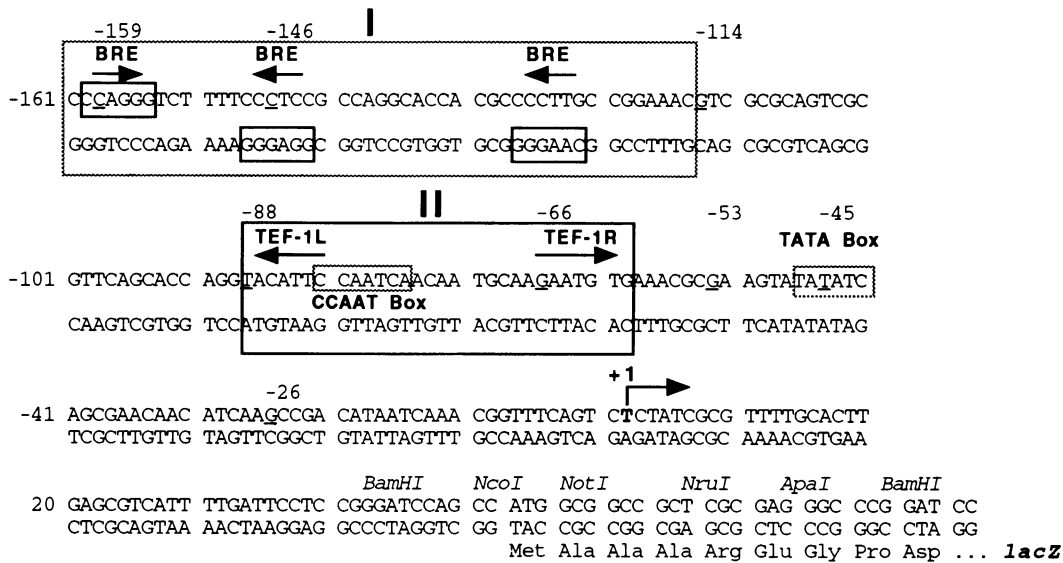 I
-159 -146 -114
BRE BRE BRE
-161 CCCAGGGTCT TTTCCCTCCG CCAGGCACCA CGCCCCTTGC CGGAAACGTC GCGCAGTCGC
GGGTCCCAGA AAAGGGAGGC GGTCCGTGGT GCGGGGAACG GCCTTTGCAG CGCGTCAGCG
II
-88 -66 -53 -45
TEF-1L TEF-1R TATA Box
-101 GTTCAGCACC AGGTACATTC CAATCAACAA TGCAAGAATG TGAAACGCGA AGTATATATC
CCAAT Box
CAAGTCGTGG TCCATGTAAG GTTAGTTGTT ACGTTCTTACA CTTTGCGCT TCATATATAG
+1
-26
-41 AGCGAACAAC ATCAAGCCGA CATAATCAAA CGGTTTCAGT CTCTATCGCG TTTTGCACTT
TCGCTTGTTG TAGTTCGGCT GTATTAGTTT GCCAAAGTCA GAGATAGCGC AAAACGTGAA
BamHI NcoI NotI NruI ApaI BamHI
20 GAGCGTCATT TTGATTCCTC CGGGATCCAG CC ATG GCG GCC GCT CGC GAG GGC CCG GAT CC
CTCGCAGTAA AACTAAGGAG GCCCTAGGTC GG TAC CGC CGG CGA GCG CTC CCG GGC CTA GG
Met Ala Ala Ala Arg Glu Gly Pro Asp ... lacZ